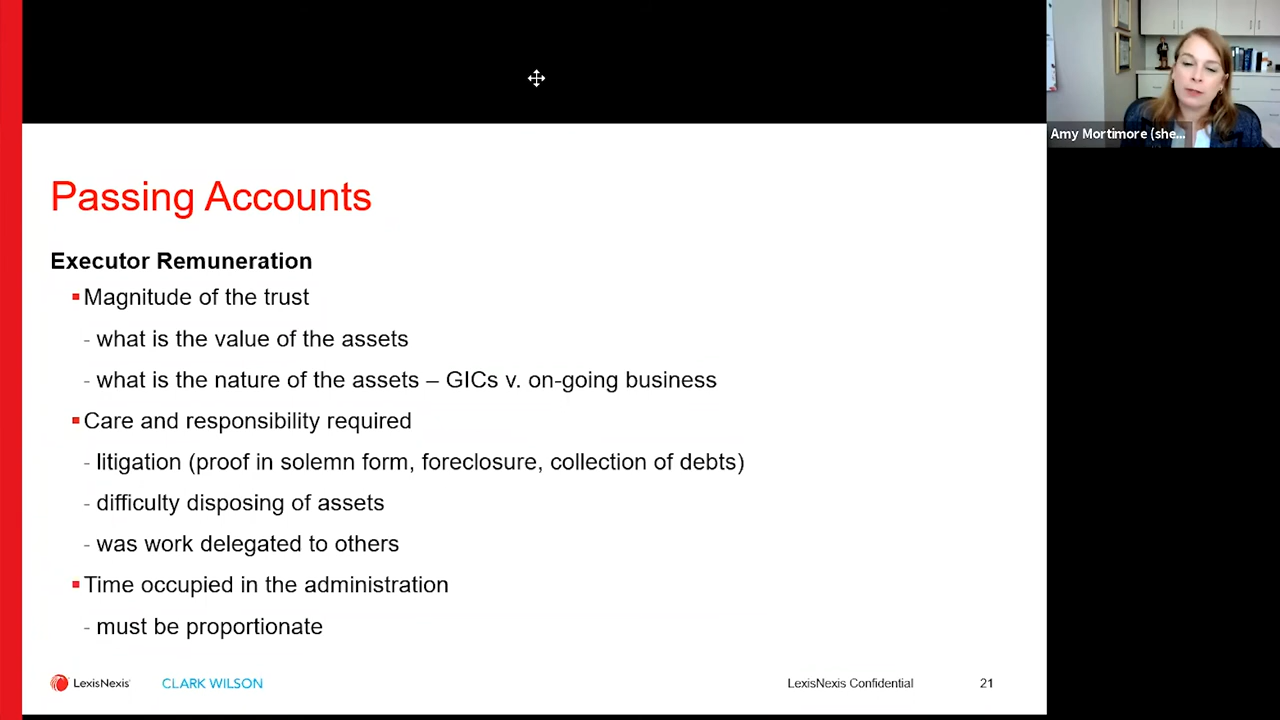 Passing Accounts
Executor Remuneration
Magnitude of the trust
- what is the value of the assets
- what is the nature of the assets – GICs v. on-going business
Care and responsibility required
- litigation (proof in solemn form, foreclosure, collection of debts)
- difficulty disposing of assets
- was work delegated to others
Time occupied in the administration
- must be proportionate
LexisNexis CLARK WILSON LexisNexis Confidential 21
Amy Mortimore (she...